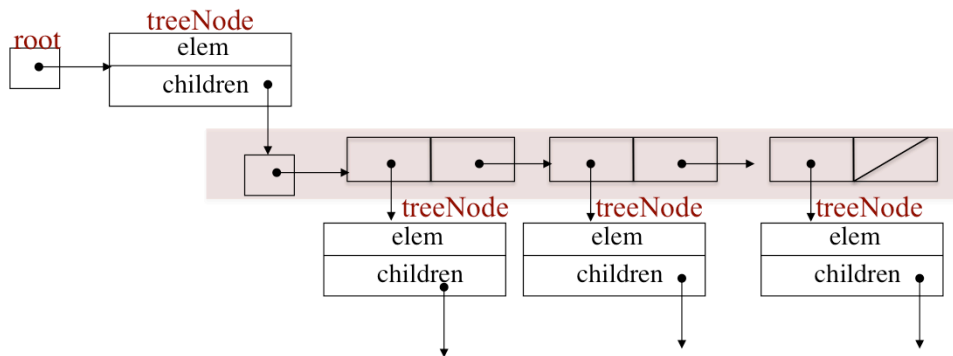 treeNode
root
elem
children
treeNode treeNode treeNode
elem elem elem
children children children